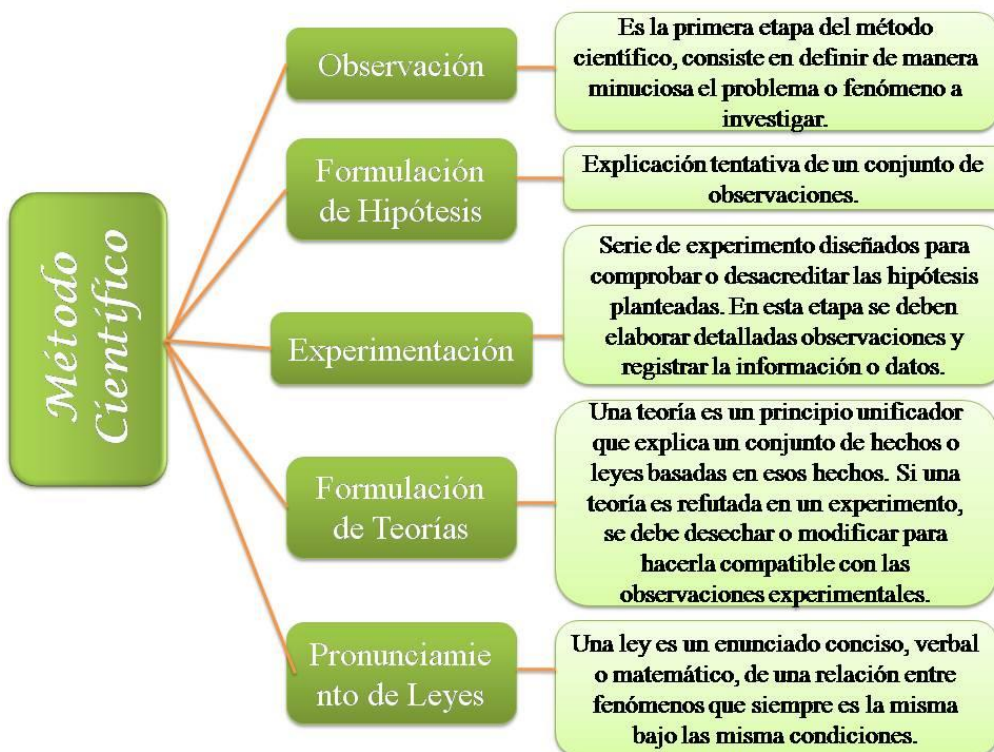 Método
Científico
Observación
Es la primera etapa del método
científico, consiste en definir de manera
minuciosa el problema o fenómeno a
investigar.
Formulación
de Hipótesis
Explicación tentativa de un conjunto de
observaciones.
Experimentación
Serie de experimento diseñados para
comprobar o desacreditar las hipótesis
planteadas. En esta etapa se deben
elaborar detalladas observaciones y
registrar la información o datos.
Formulación
de Teorías
Una teoría es un principio unificador
que explica un conjunto de hechos o
leyes basadas en esos hechos. Si una
teoría es refutada en un experimento,
se debe desechar o modificar para
hacerla compatible con las
observaciones experimentales.
Pronunciamie
nto de Leyes
Una ley es un enunciado conciso, verbal
o matemático, de una relación entre
fenómenos que siempre es la misma
bajo las misma condiciones.